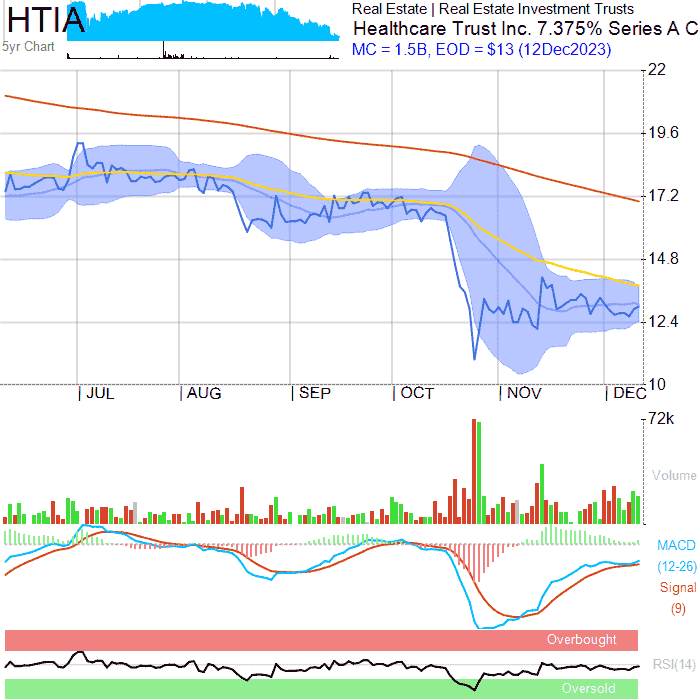 HTIA
5yr Chart
Real Estate | Real Estate Investment Trusts
Healthcare Trust Inc. 7.375% Series A C
MC = 1.5B, EOD = $13 (12Dec2023)
22
19.6
17.2
14.8
12.4
10
| JUL | AUG | SEP | OCT | NOV | DEC
72k
Volume
MACD
(12-26)
Signal
(9)
Overbought
RSI(14)
Oversold